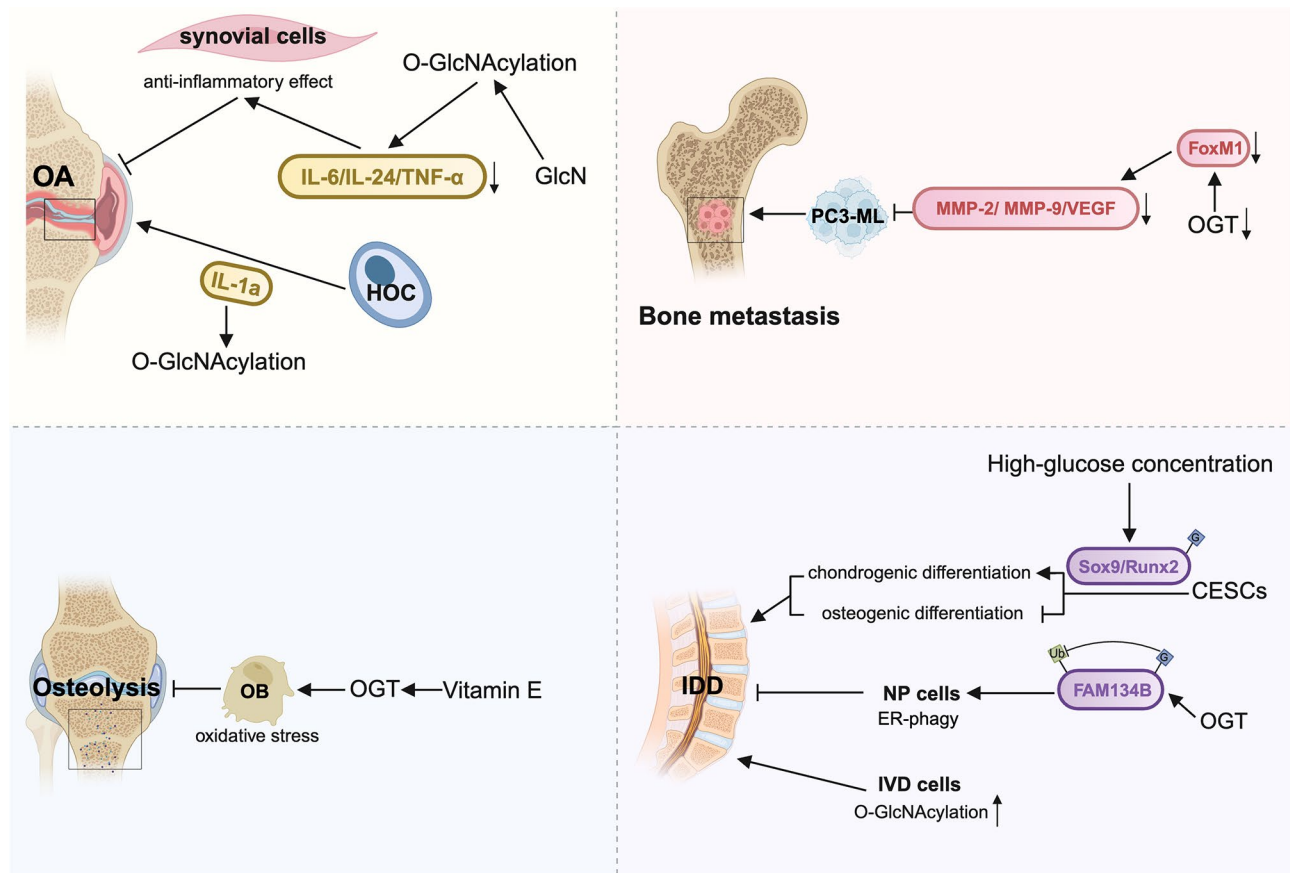 synovial cells
anti-inflammatory effect
O-GlcNAcylation
IL-6/IL-24/TNF-α
GlcN
OA
IL-1a
HOC
O-GlcNAcylation
FoxM1
OGT
MMP-2/ MMP-9/VEGF
PC3-ML
Bone metastasis
Osteolysis
OB
oxidative stress
OGT
Vitamin E
High-glucose concentration
G
Sox9/Runx2
CESCs
chondrogenic differentiation
osteogenic differentiation
IDD
Ub
G
FAM134B
OGT
NP cells
ER-phagy
IVD cells
O-GlcNAcylation